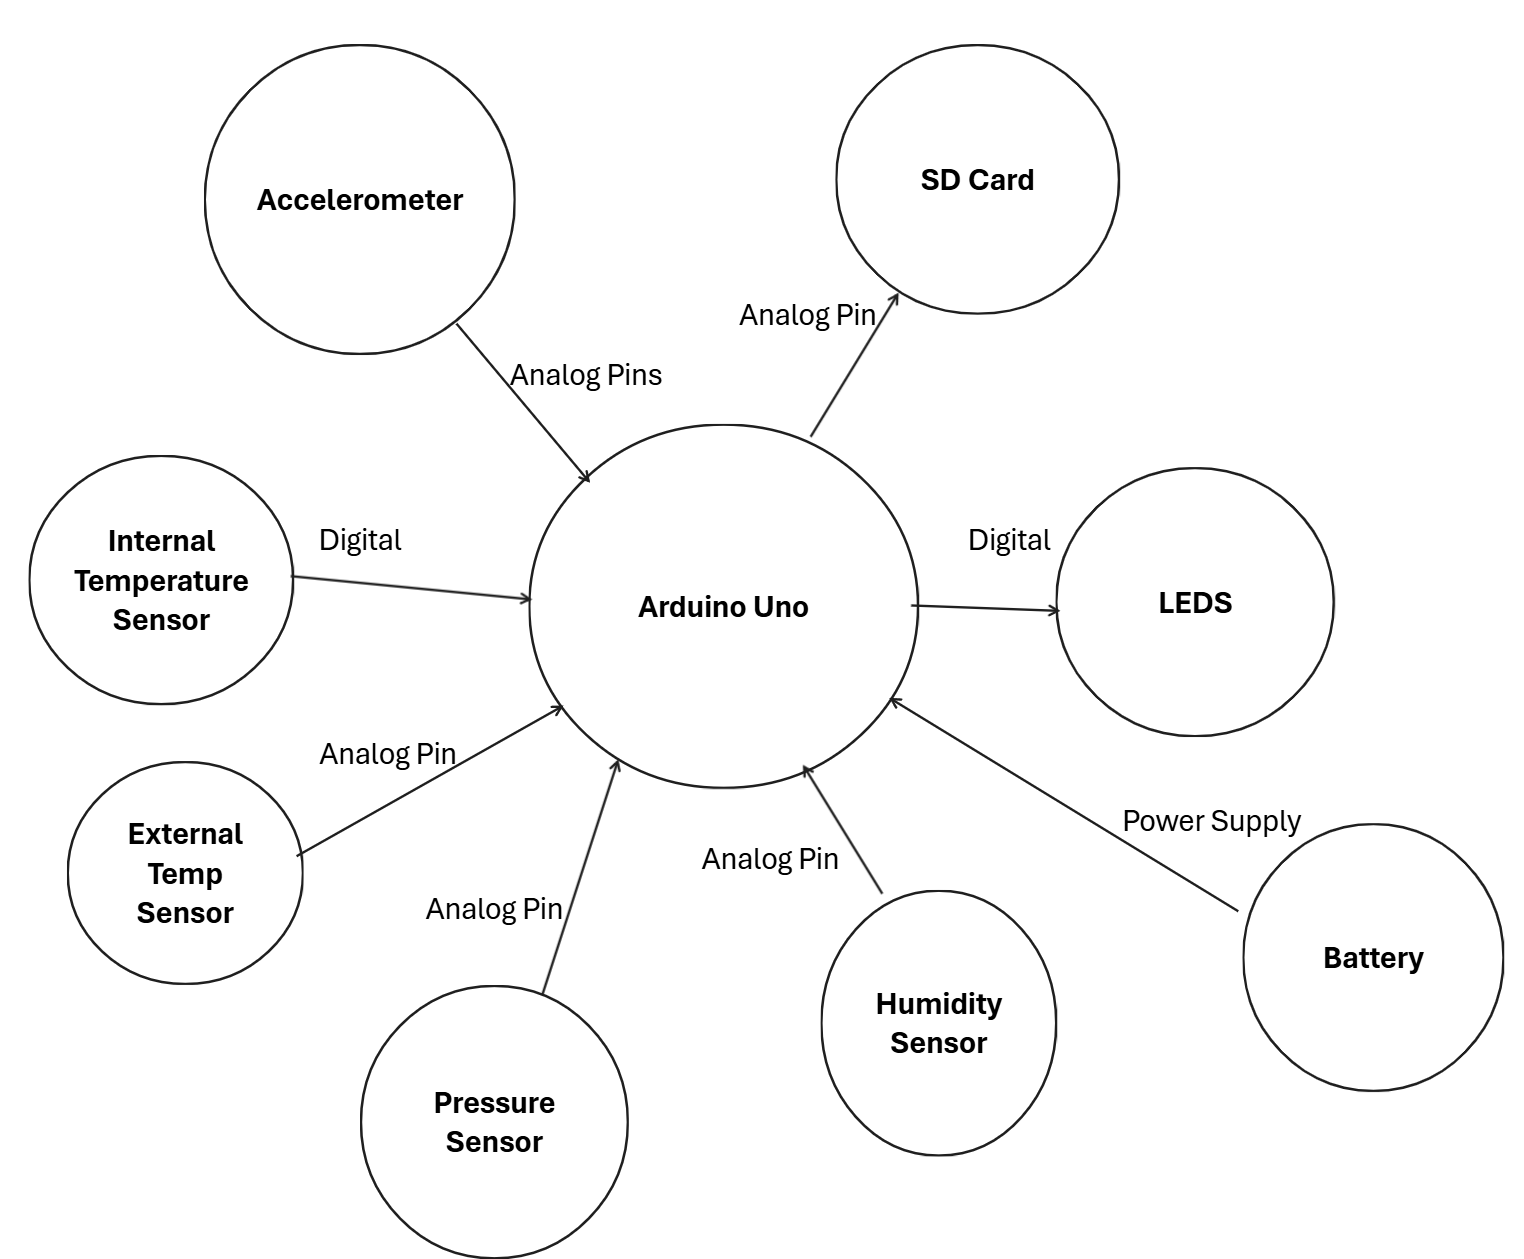 Accelerometer
SD Card
Analog Pin
Analog Pins
Internal
Temperature
Sensor
Digital
Arduino Uno
Digital
LEDS
Analog Pin
External
Temp
Sensor
Analog Pin
Pressure
Sensor
Analog Pin
Humidity
Sensor
Power Supply
Battery